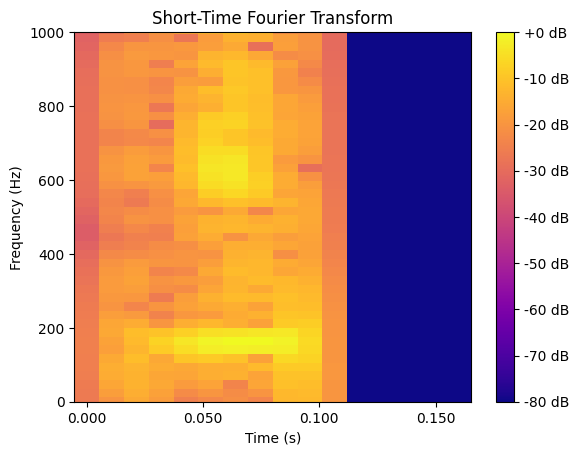 Short-Time Fourier Transform
1000
800
600
400
200
0
Frequency (Hz)
0.000
0.050
0.100
0.150
Time (s)
+0 dB
-10 dB
-20 dB
-30 dB
-40 dB
-50 dB
-60 dB
-70 dB
-80 dB